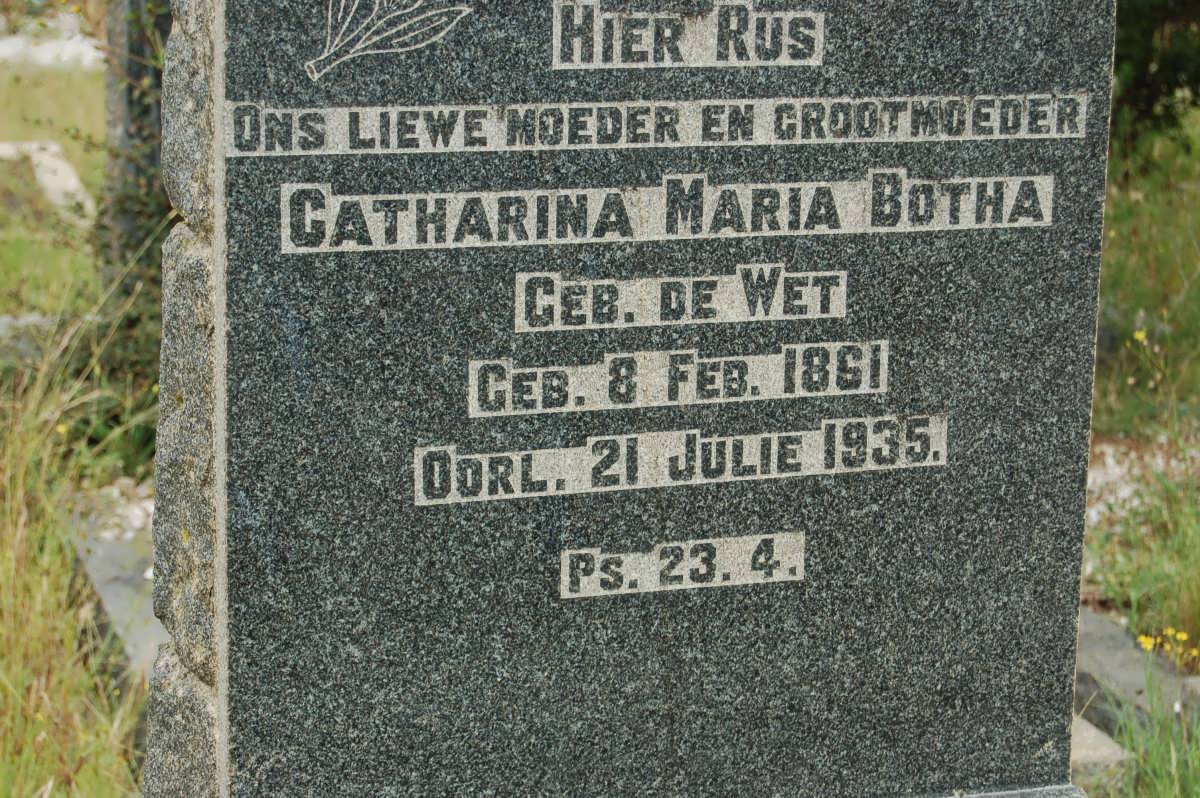 Hier Rus
Ons liewe moeder en grootmoeder
Catharina Maria Botha
Geb. de Wet
Geb. 8 Feb. 1861
Oorl. 21 Julie 1935.
Ps. 23. 4.